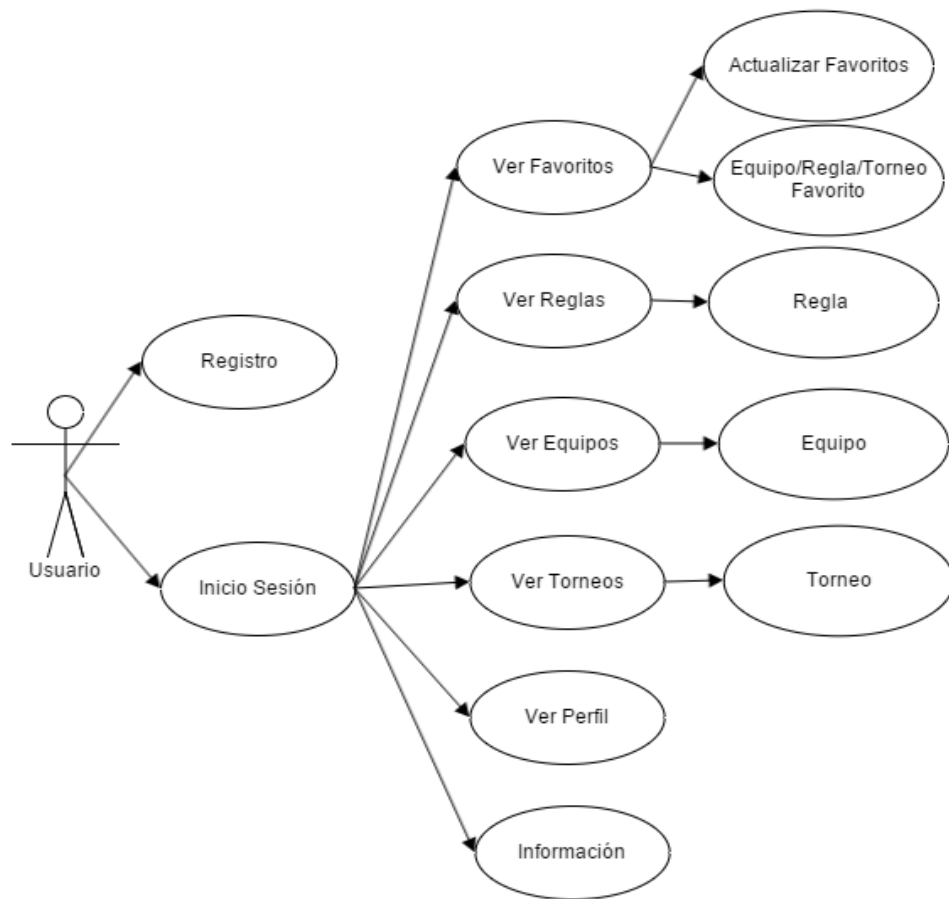 Actualizar Favoritos
Ver Favoritos
Equipo/Regla/Torneo
Favorito
Ver Reglas
Regla
Registro
Ver Equipos
Equipo
Usuario
Inicio Sesión
Ver Torneos
Torneo
Ver Perfil
Información